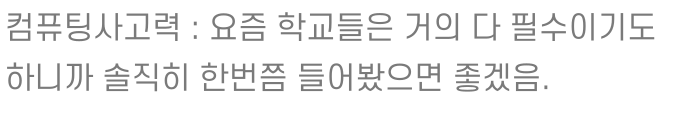 컴퓨팅사고력 : 요즘 학교들은 거의 다 필수이기도
하니까 솔직히 한번쯤 들어봤으면 좋겠음.